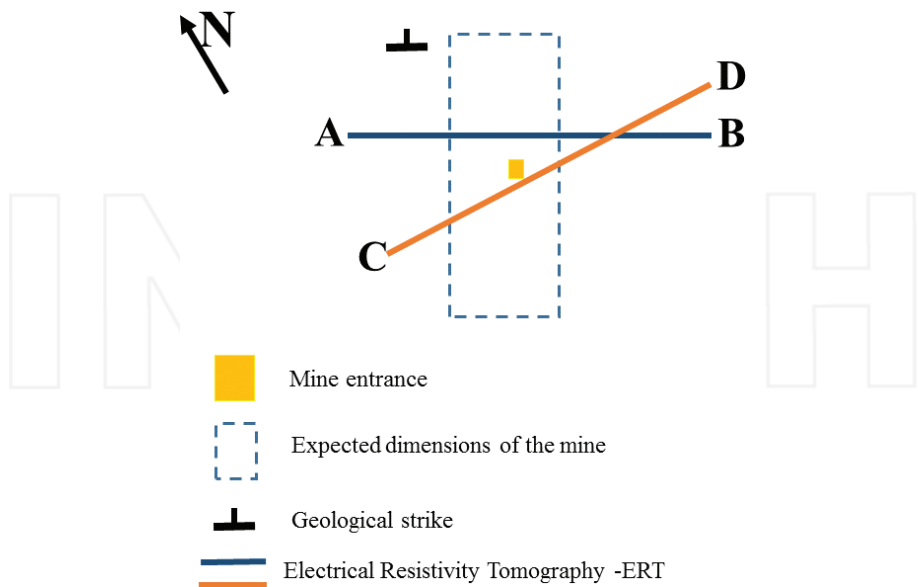 N
D
A
B
C
Mine entrance
Expected dimensions of the mine
Geological strike
Electrical Resistivity Tomography -ERT